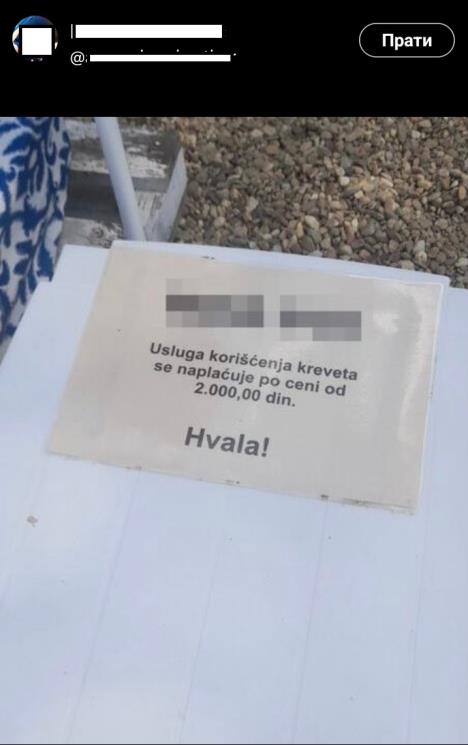 Прати
@
Usluga korišćenja kreveta
se naplaćuje po ceni od
2.000,00 din.
Hvala!